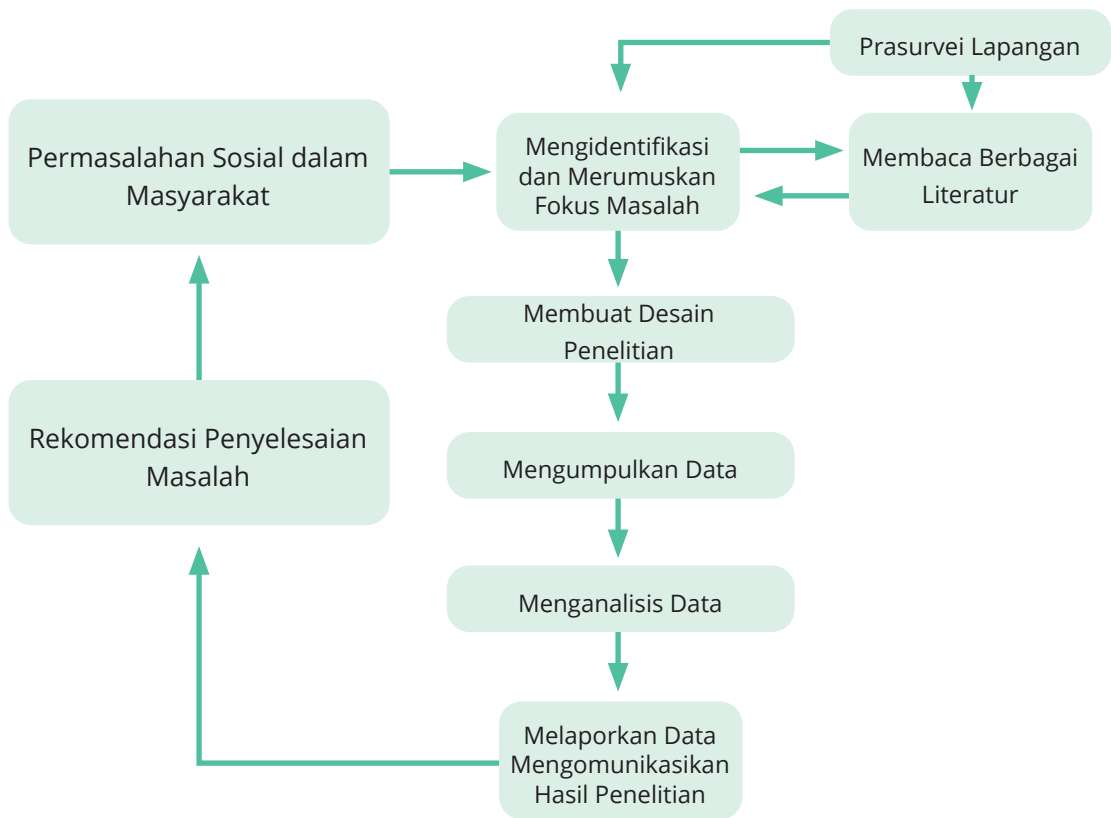 Prasurvei Lapangan
Permasalahan Sosial dalam
Masyarakat
Mengidentifikasi
dan Merumuskan
Fokus Masalah
Membaca Berbagai
Literatur
Membuat Desain
Penelitian
Rekomendasi Penyelesaian
Masalah
Mengumpulkan Data
Menganalisis Data
Melaporkan Data
Mengomunikasikan
Hasil Penelitian